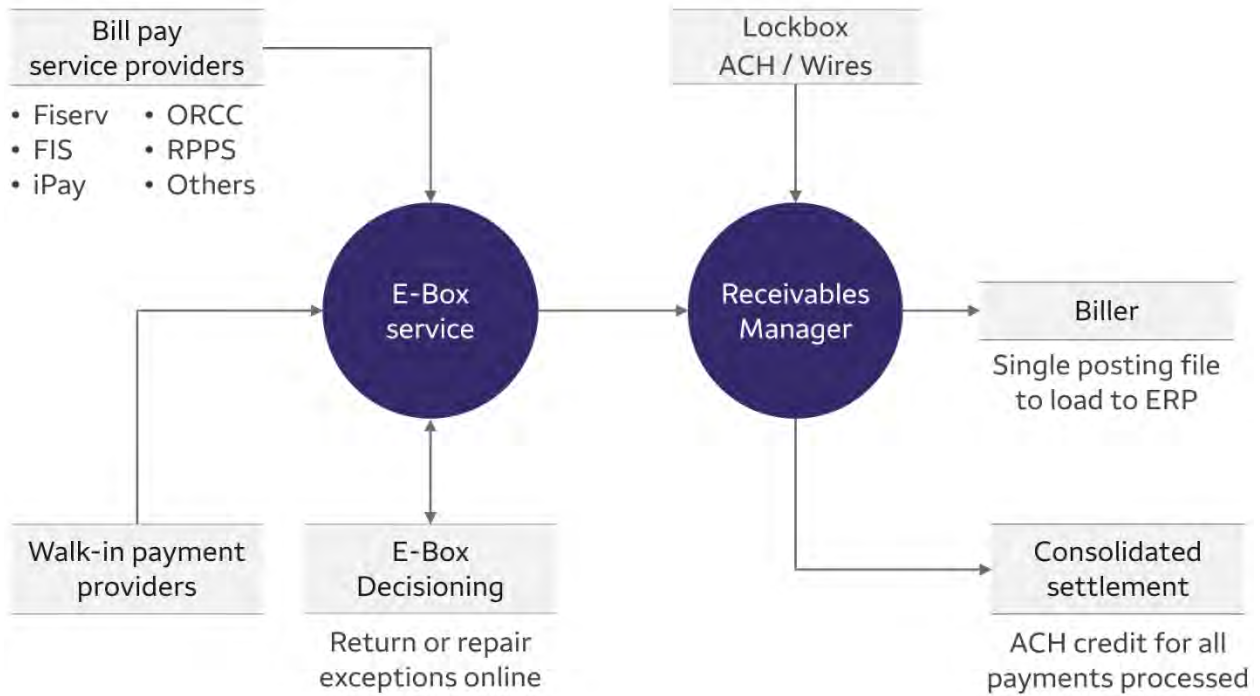 Bill pay
service providers
• Fiserv
• FIS
• iPay
• ORCC
• RPPS
• Others
Lockbox
ACH / Wires
E-Box
service
Receivables
Manager
Biller
Single posting file
to load to ERP
Walk-in payment
providers
E-Box
Decisioning
Return or repair
exceptions online
Consolidated
settlement
ACH credit for all
payments processed